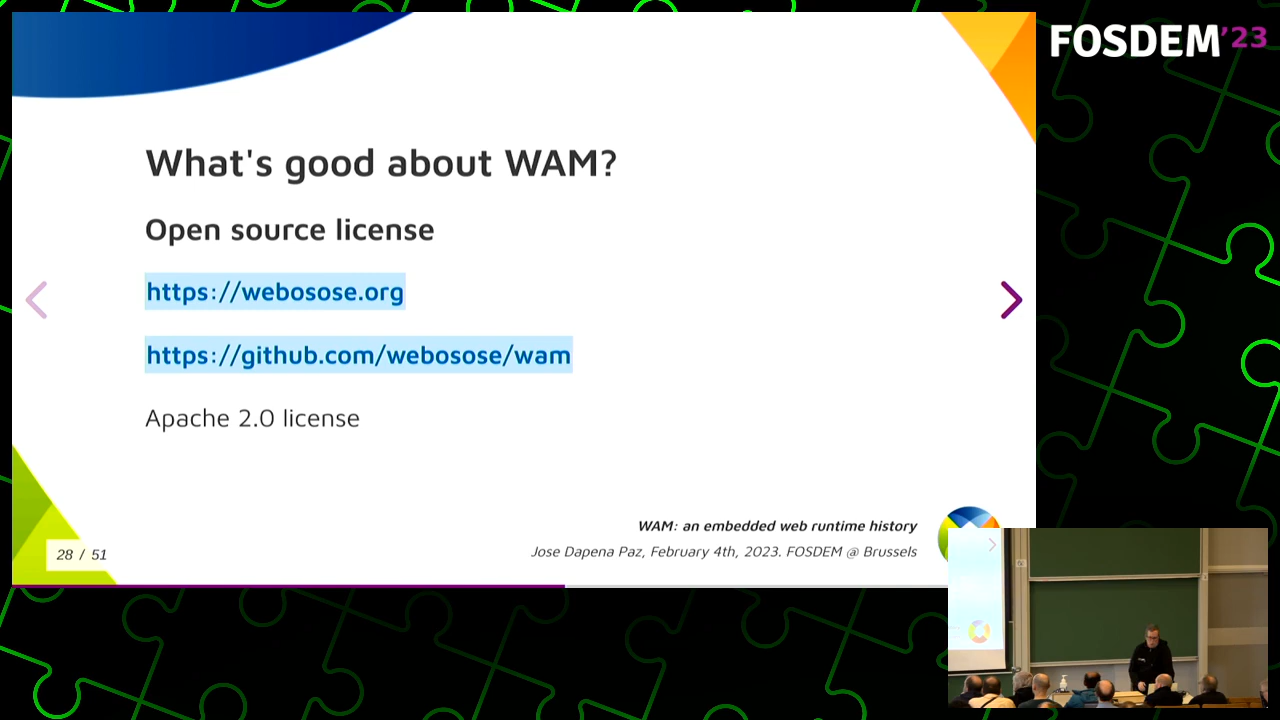 FOSDEM'23
What's good about WAM?
Open source license
https://webosose.org
https://github.com/webosose/wam
Apache 2.0 license
WAM: an embedded web runtime history
Jose Dapena Paz, February 4th, 2023. FOSDEM @ Brussels
28 / 51